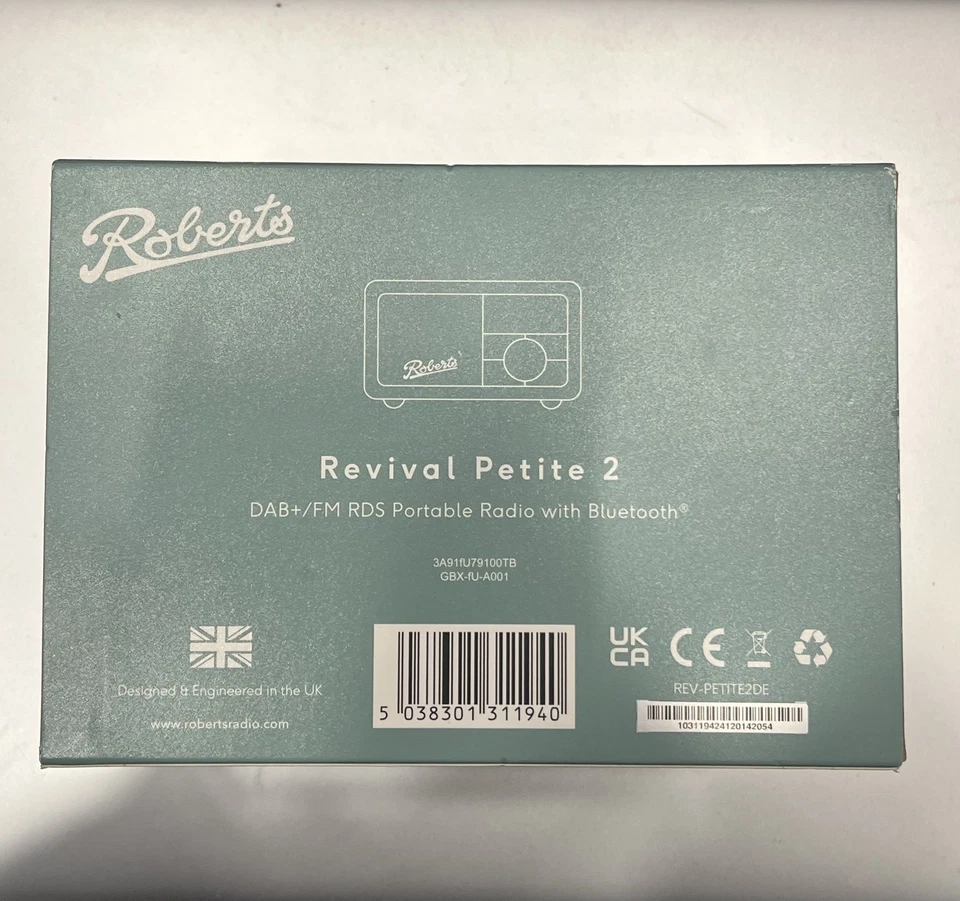 Roberts
Roberts
Revival Petite 2
DAB+/FM RDS Portable Radio with Bluetooth®
3A91fU79100TB
GBX-fU-A001
Designed & Engineered in the UK
www.robertsradio.com
5 038301 311940
UK
CA
CE
REV-PETITE2DE
103119424120142054